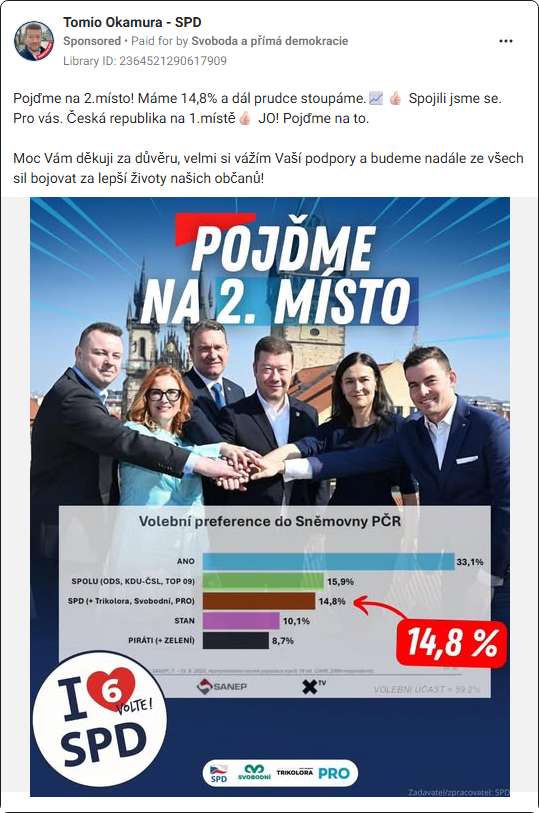 Tomio Okamura - SPD
Sponsored • Paid for by Svoboda a přímá demokracie
Library ID: 2364521290617909
Pojďme na 2.místo! Máme 14,8% a dál prudce stoupáme.📈 👍🏻 Spojili jsme se.
Pro vás. Česká republika na 1.místě👍🏻 JO! Pojďme na to.
Moc Vám děkuji za důvěru, velmi si vážím Vaší podpory a budeme nadále ze všech
sil bojovat za lepší životy našich občanů!
POJĎME
NA 2. MÍSTO
Volební preference do Sněmovny PČR
ANO 33,1%
SPOLU (ODS, KDU-ČSL, TOP 09) 15,9%
SPD (+ Trikolora, Svobodní, PRO) 14,8%
STAN 10,1%
PIRÁTI (+ ZELENÍ) 8,7%
14,8 %
SANEP
XTV
VOLEBNÍ ÚČAST = 59,2%
I 6 VOLTE!
SPD
SPD SVOBODNÍ TRIKOLORA PRO
Zadavatel/zpracovatel: SPD